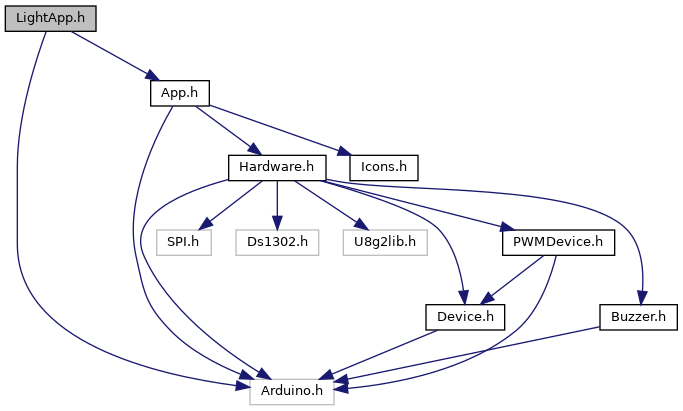 LightApp.h
App.h
Hardware.h
Icons.h
SPI.h
Ds1302.h
U8g2lib.h
PWMDevice.h
Device.h
Buzzer.h
Arduino.h